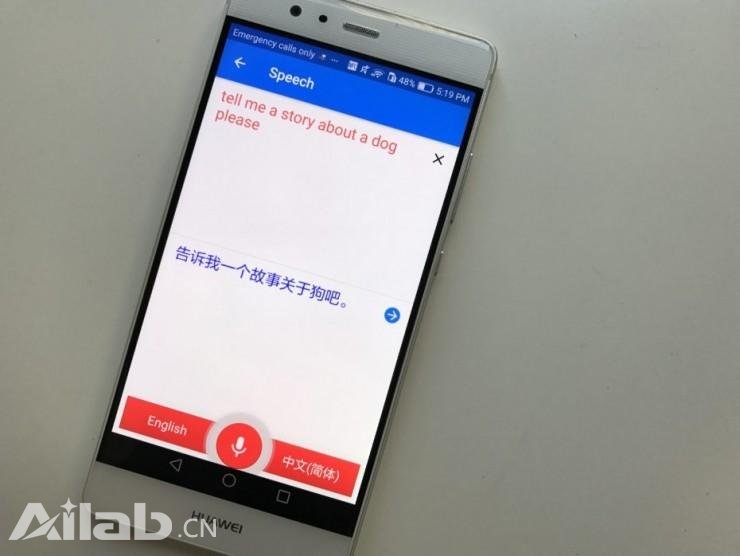 Emergency calls only ... 48% 5:19 PM
Speech
tell me a story about a dog
please
告诉我一个故事关于狗吧。
English
中文(简体)
HUAWEI
Ailab.CN